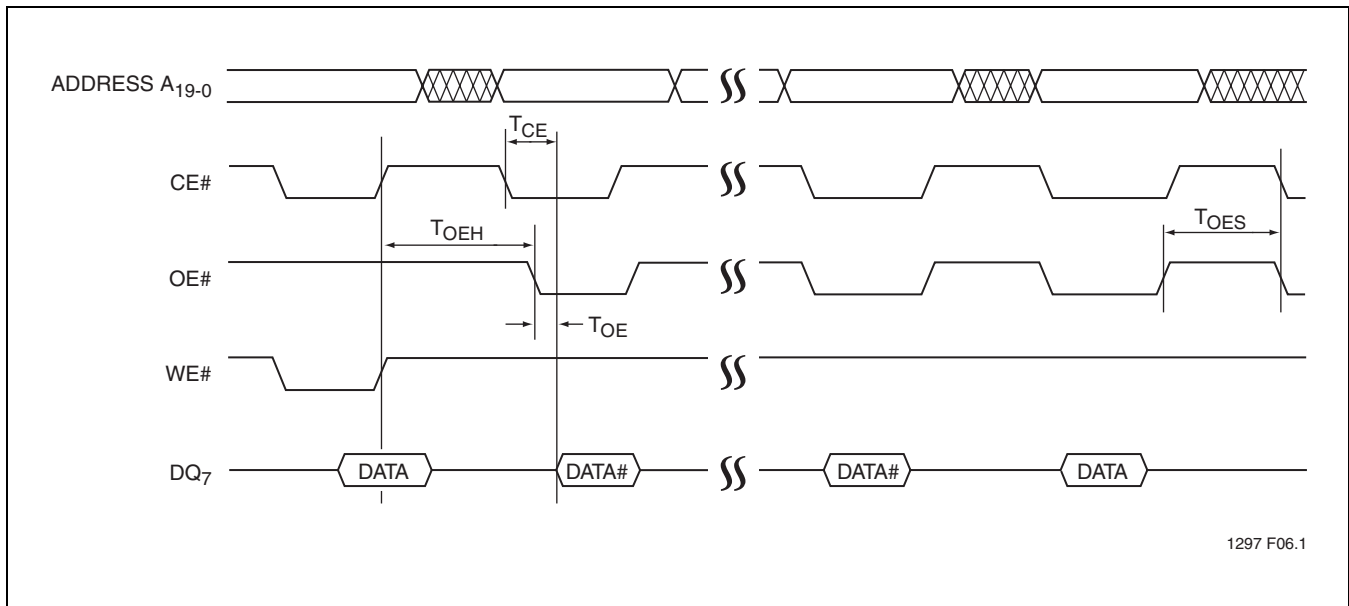 ADDRESS A19-0
TCE
CE#
TOEH
TOES
OE#
TOE
WE#
DQ7
DATA
DATA#
DATA#
DATA
1297 F06.1